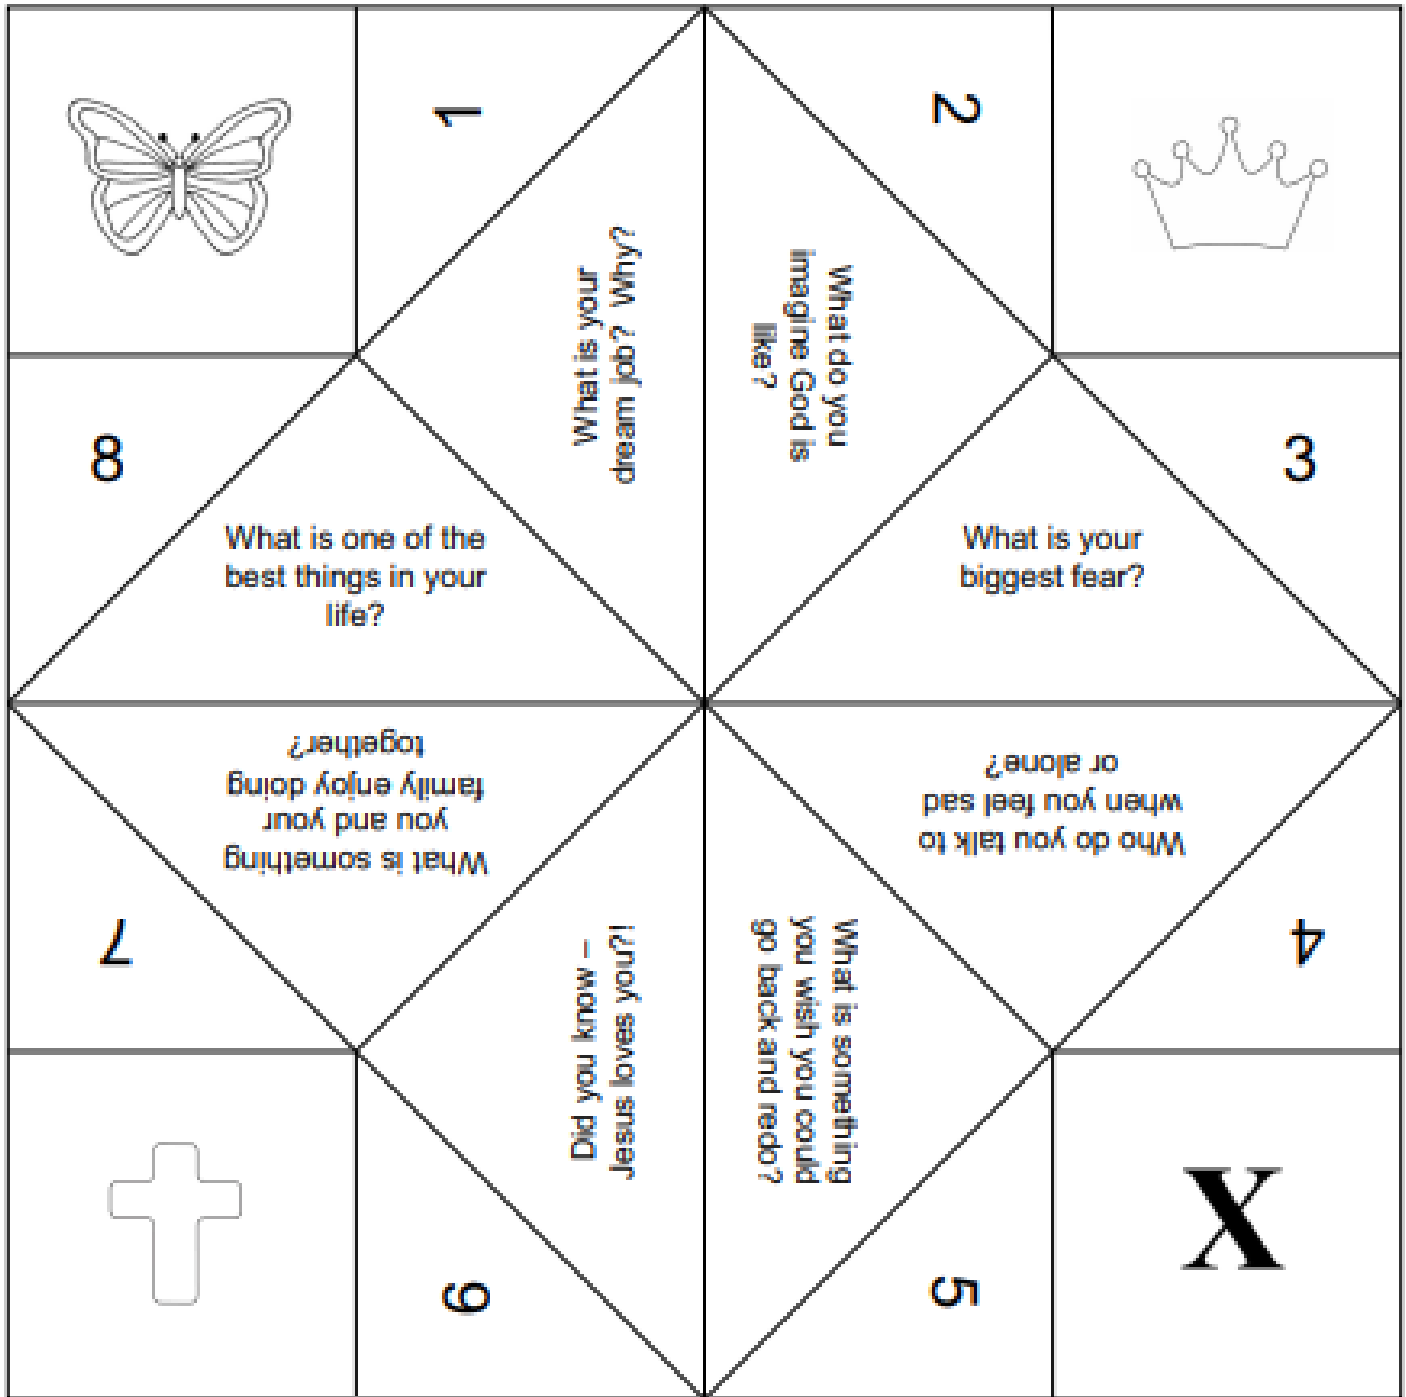 1
What is your
dream job?  Why?
2
What do you
imagine God is
like?
3
What is your
biggest fear?
4
Who do you talk to
when you feel sad
or alone?
5
What is something
you wish you could
go back and redo?
6
Did you know –
Jesus loves you?!
7
What is something
you and your
family enjoy doing
together?
8
What is one of the
best things in your
life?
X